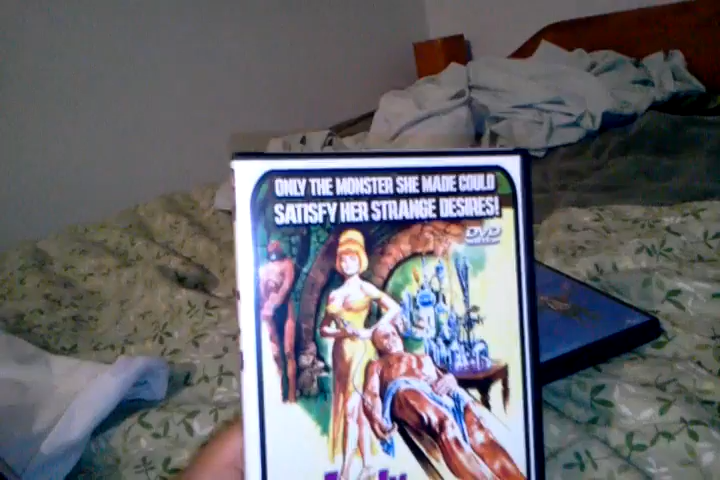 ONLY THE MONSTER SHE MADE COULD
SATISFY HER STRANGE DESIRES!
DVD